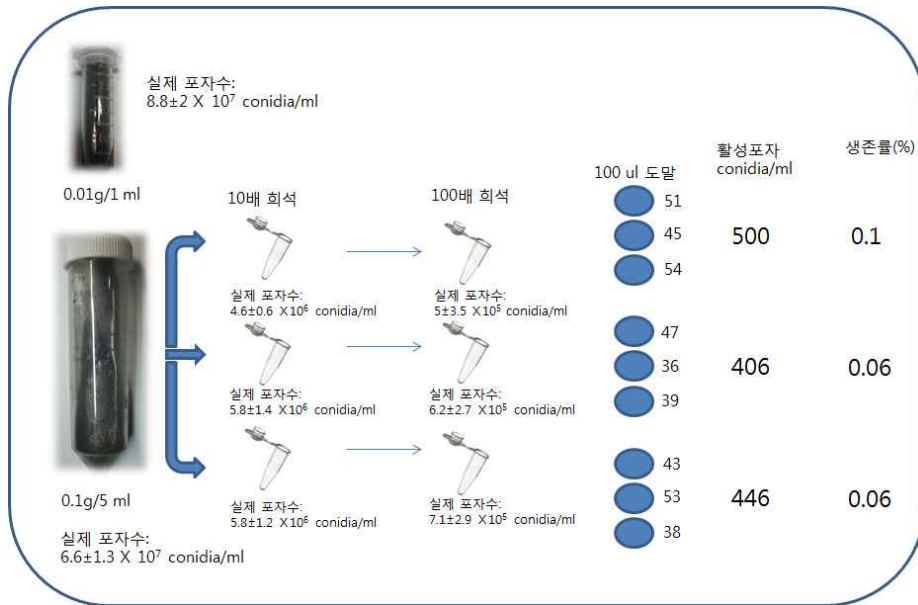 실제 포자수:
8.8±2 X 10⁷ conidia/ml
0.01g/1 ml
10배 희석
100배 희석
100 ul 도말
활성포자
conidia/ml
생존률(%)
51
45
54
500
0.1
실제 포자수:
4.6±0.6 X10⁶ conidia/ml
실제 포자수:
5±3.5 X10⁵ conidia/ml
47
36
39
406
0.06
실제 포자수:
5.8±1.4 X10⁶ conidia/ml
실제 포자수:
6.2±2.7 X10⁵ conidia/ml
43
53
38
446
0.06
실제 포자수:
5.8±1.2 X10⁶ conidia/ml
실제 포자수:
7.1±2.9 X10⁵ conidia/ml
0.1g/5 ml
실제 포자수:
6.6±1.3 X 10⁷ conidia/ml